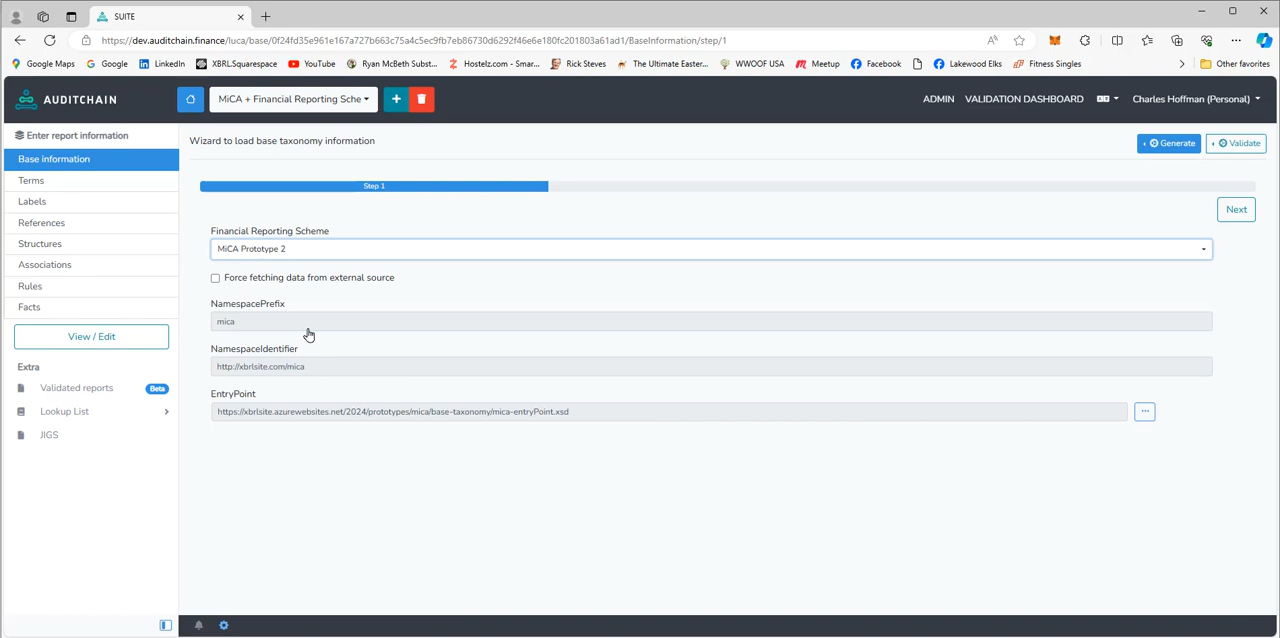 SUITE
https://dev.auditchain.finance/luca/base/0f24fd35e961e167a727b663c75a4c5ec9fb7eb86730d6292f46e6e180fc201803a61ad1/BaseInformation/step/1
Google Maps Google LinkedIn XBRL.Squarespace YouTube Ryan McBeth Subst... Hostelz.com - Smar... Rick Steves The Ultimate Easter... WWOOF USA Meetup Facebook Lakewood Elks Fitness Singles Other favorites
AUDITCHAIN MiCA + Financial Reporting Sche ADMIN VALIDATION DASHBOARD Charles Hoffman (Personal)
Enter report information
Wizard to load base taxonomy information
Generate Validate
Base information
Terms
Labels
References
Structures
Associations
Rules
Facts
View / Edit
Extra
Validated reports Beta
Lookup List
JIGS
Step 1
Next
Financial Reporting Scheme
MiCA Prototype 2
Force fetching data from external source
NamespacePrefix
mica
NamespaceIdentifier
http://xbrlsite.com/mica
EntryPoint
https://xbrlsite.azurewebsites.net/2024/prototypes/mica/base-taxonomy/mica-entryPoint.xsd
...